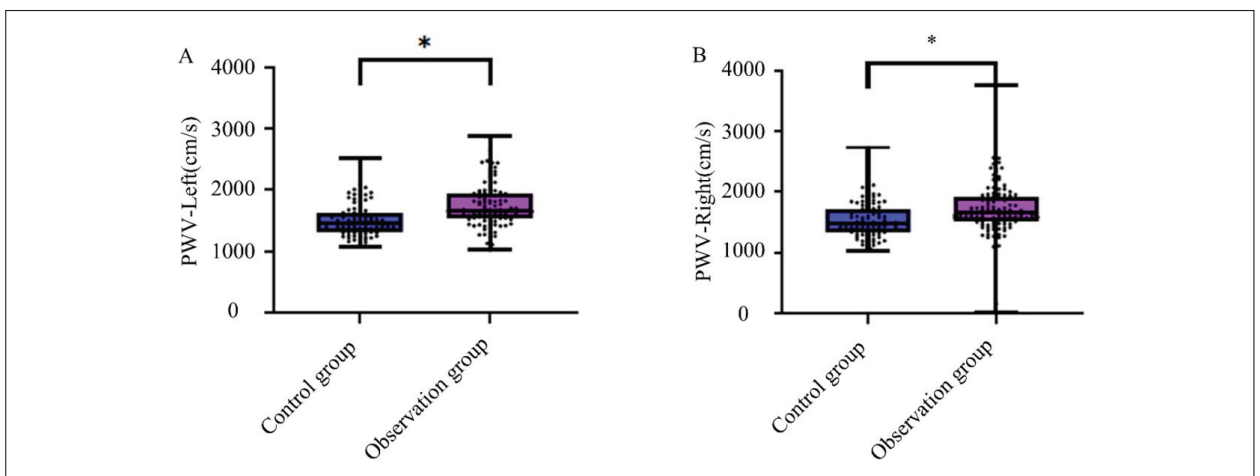 A
*
PWV-Left(cm/s)
4000
3000
2000
1000
0
Control group
Observation group
B
*
PWV-Right(cm/s)
4000
3000
2000
1000
0
Control group
Observation group